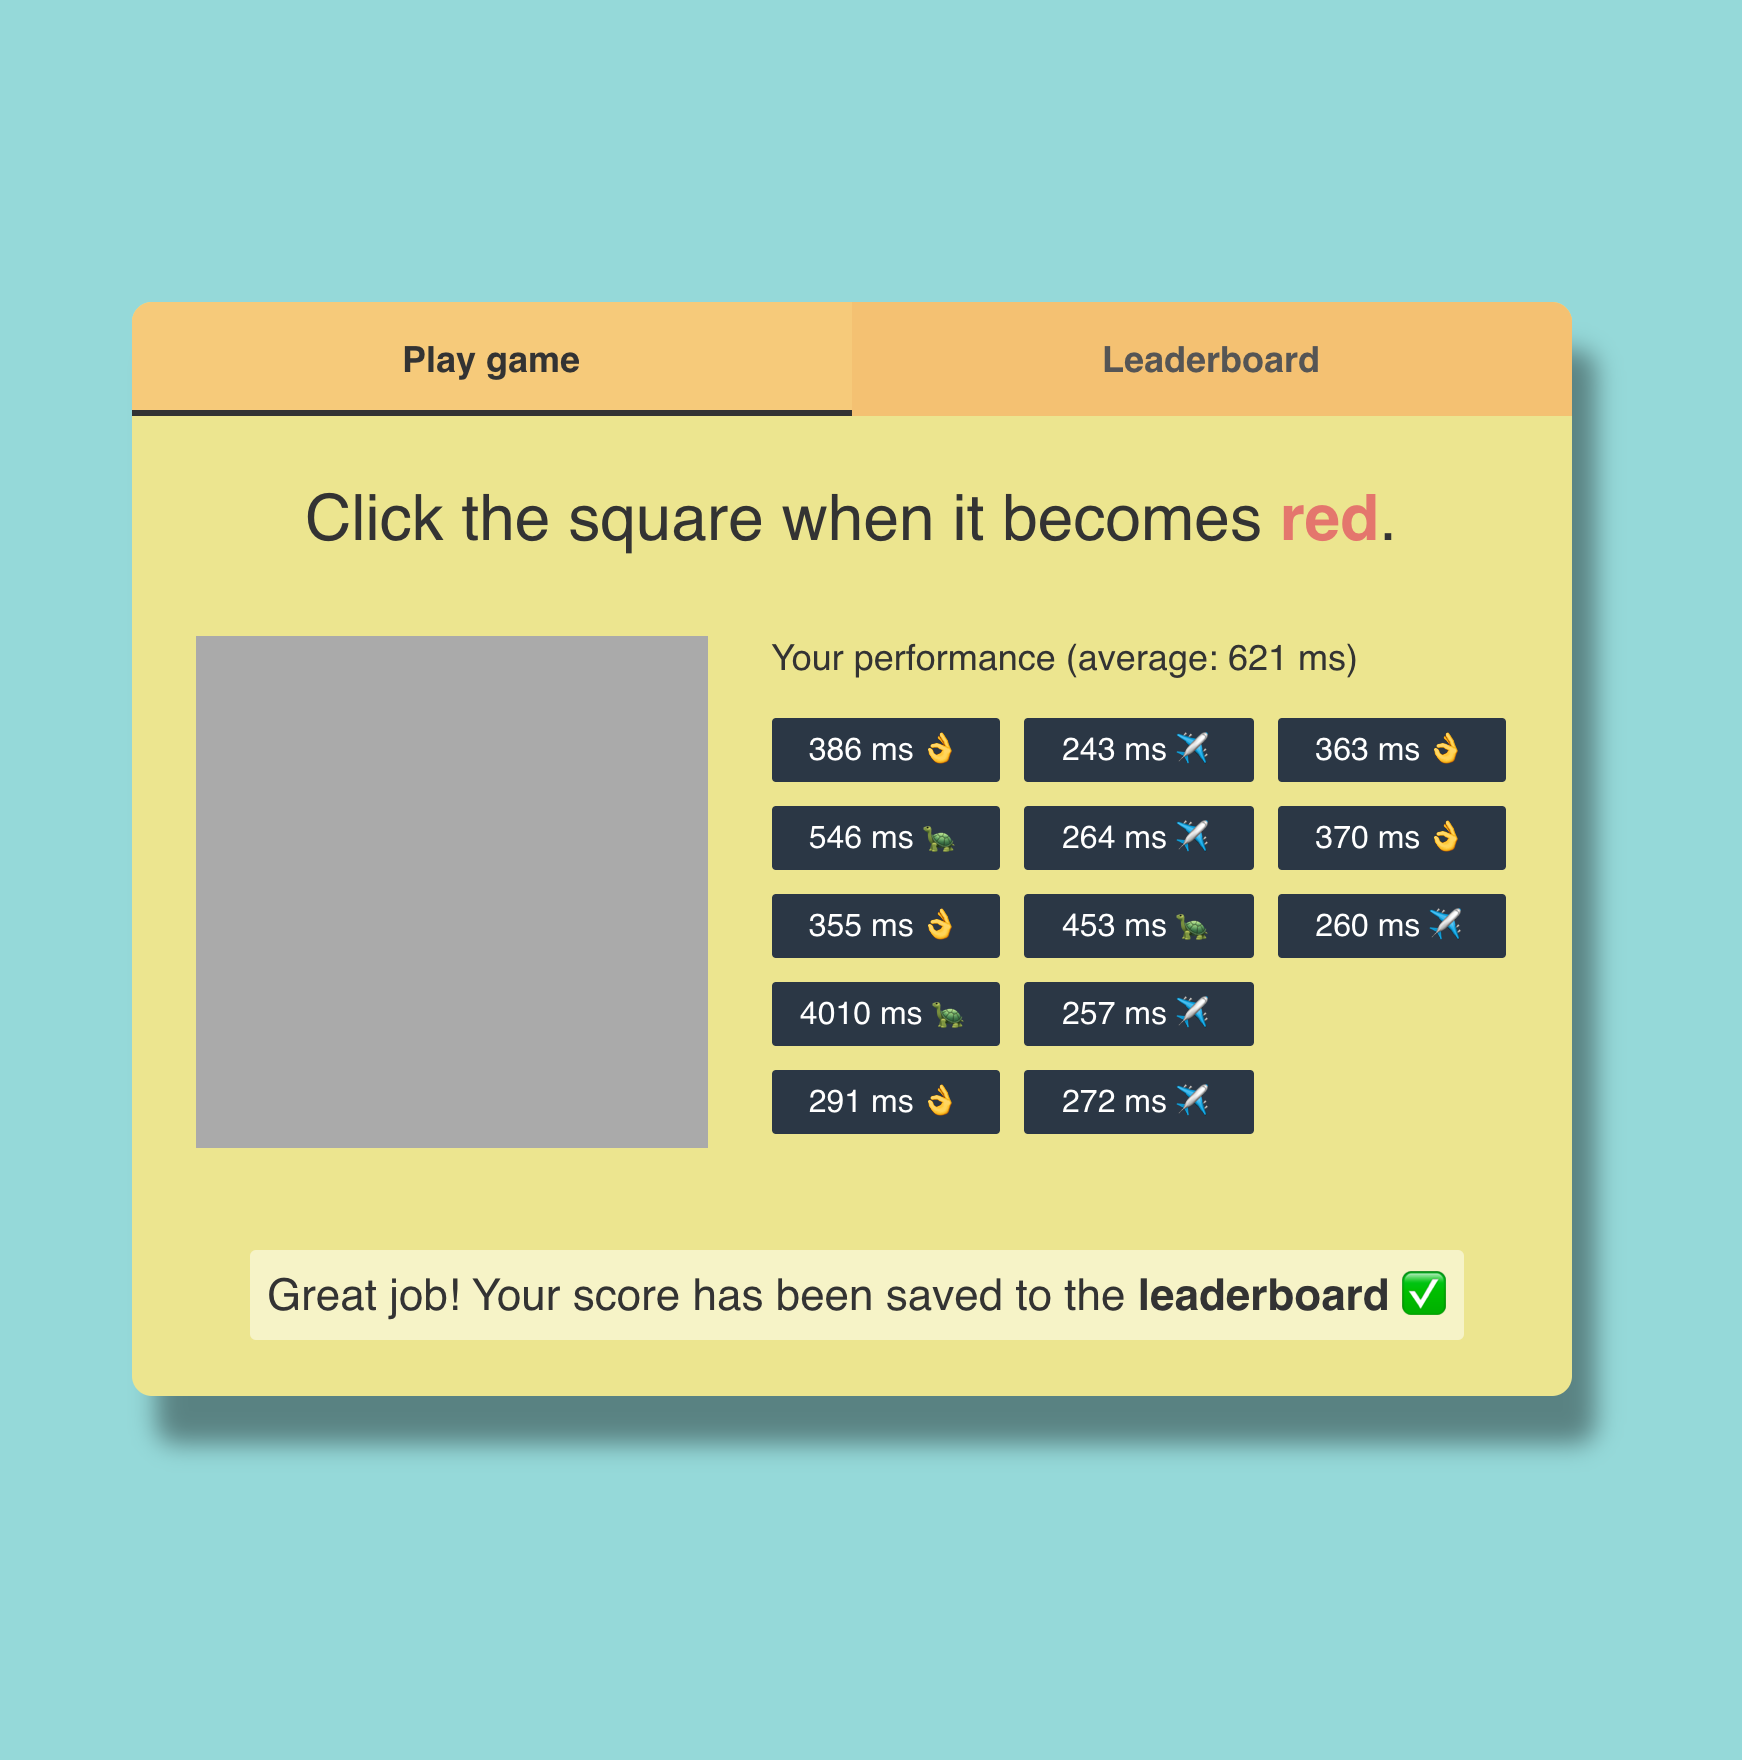 Play game
Leaderboard
Click the square when it becomes red.
Your performance (average: 621 ms)
386 ms 👌 243 ms ✈️ 363 ms 👌
546 ms 🐢 264 ms ✈️ 370 ms 👌
355 ms 👌 453 ms 🐢 260 ms ✈️
4010 ms 🐢 257 ms ✈️
291 ms 👌 272 ms ✈️
Great job! Your score has been saved to the leaderboard ✅